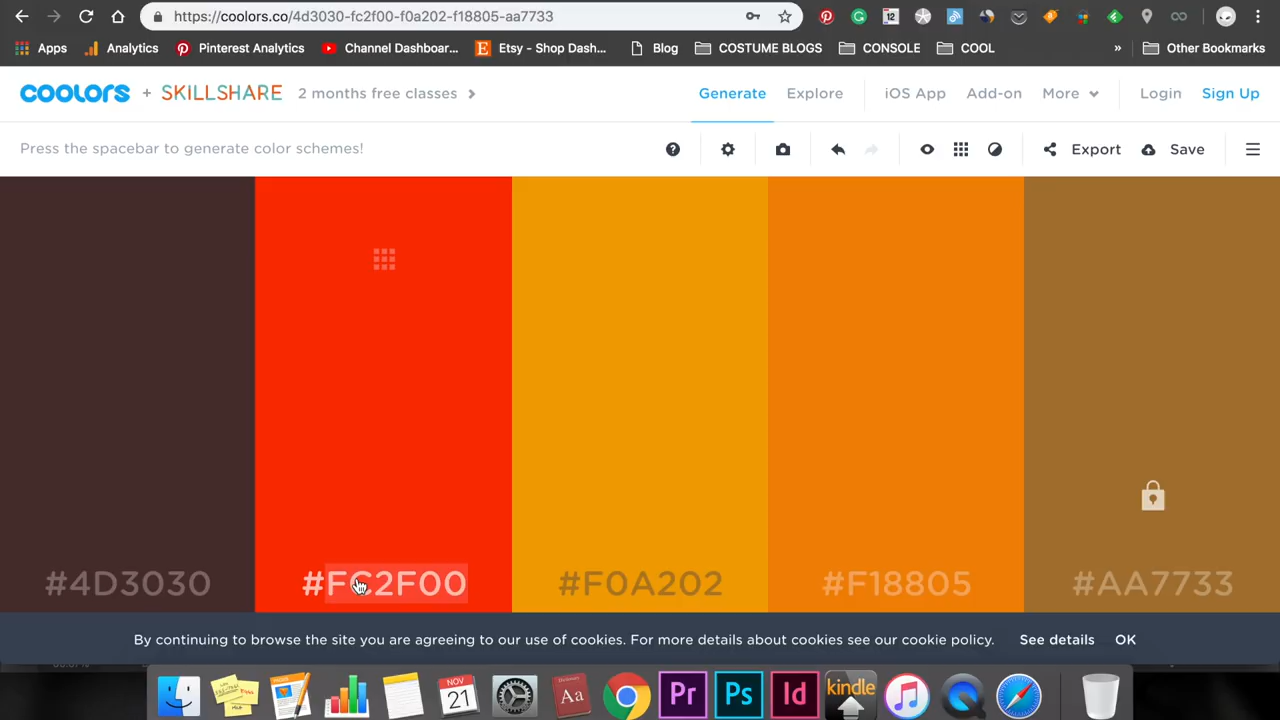 https://coolors.co/4d3030-fc2f00-f0a202-f18805-aa7733
12
Apps Analytics Pinterest Analytics Channel Dashboar... Etsy - Shop Dash... Blog COSTUME BLOGS CONSOLE COOL » Other Bookmarks
coolors + SKILLSHARE 2 months free classes Generate Explore iOS App Add-on More Login Sign Up
Press the spacebar to generate color schemes! Export Save
#4D3030 #FC2F00 #F0A202 #F18805 #AA7733
By continuing to browse the site you are agreeing to our use of cookies. For more details about cookies see our cookie policy. See details OK
NOV
21 Aa Pr Ps Id kindle